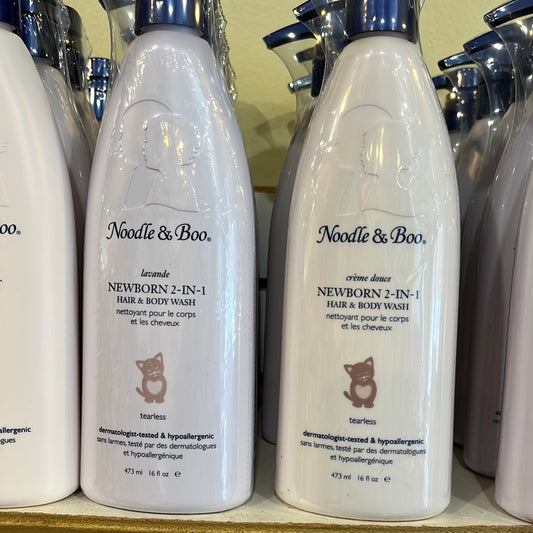 Noodle & Boo®
lavande
NEWBORN 2-IN-1
HAIR & BODY WASH
nettoyant pour le corps
et les cheveux
tearless
dermatologist-tested & hypoallergenic
sans larmes, testé par des dermatologues
et hypoallergénique
473 ml 16 fl oz ℮
Noodle & Boo®
crème douce
NEWBORN 2-IN-1
HAIR & BODY WASH
nettoyant pour le corps
et les cheveux
tearless
dermatologist-tested & hypoallergenic
sans larmes, testé par des dermatologues
et hypoallergénique
473 ml 16 fl oz ℮